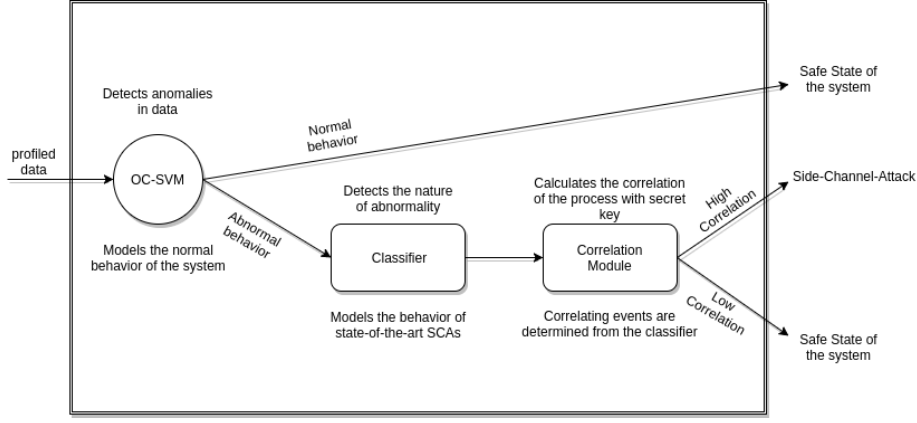 Safe State of
the system
Detects anomalies
in data
Normal
behavior
profiled
data
OC-SVM
Side-Channel-Attack
Detects the nature
of abnormality
Calculates the correlation
of the process with secret
key
High
Correlation
Abnormal
behavior
Models the normal
behavior of the system
Classifier
Correlation
Module
Low
Correlation
Models the behavior of
state-of-the-art SCAs
Correlating events are
determined from the classifier
Safe State of
the system